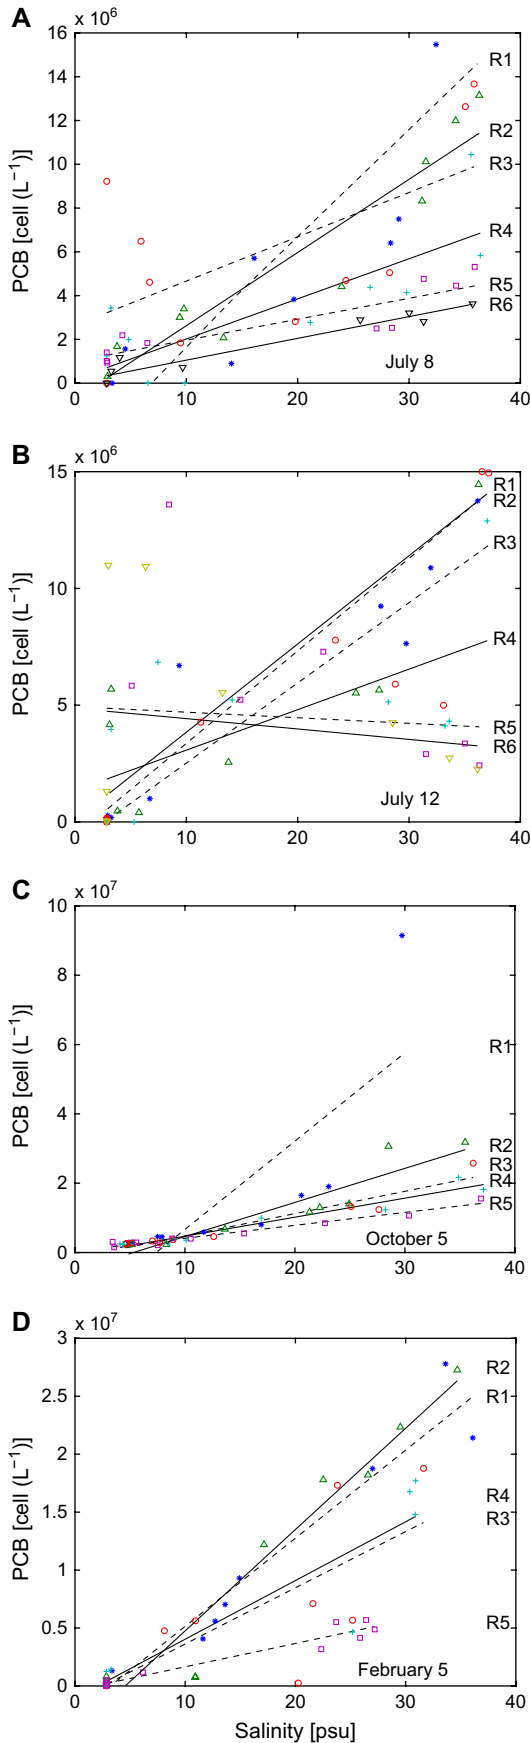 A
x 10^6
16
14
12
10
8
6
4
2
0
PCB [cell (L^−1)]
R1
R2
R3
R4
R5
R6
July 8
0 10 20 30 40
B
x 10^6
15
10
5
0
PCB [cell (L^−1)]
R1
R2
R3
R4
R5
R6
July 12
0 10 20 30 40
C
x 10^7
10
8
6
4
2
0
PCB [cell (L^−1)]
R1
R2
R3
R4
R5
October 5
0 10 20 30 40
D
x 10^7
3
2.5
2
1.5
1
0.5
0
PCB [cell (L^−1)]
R2
R1
R4
R3
R5
February 5
0 10 20 30 40
Salinity [psu]